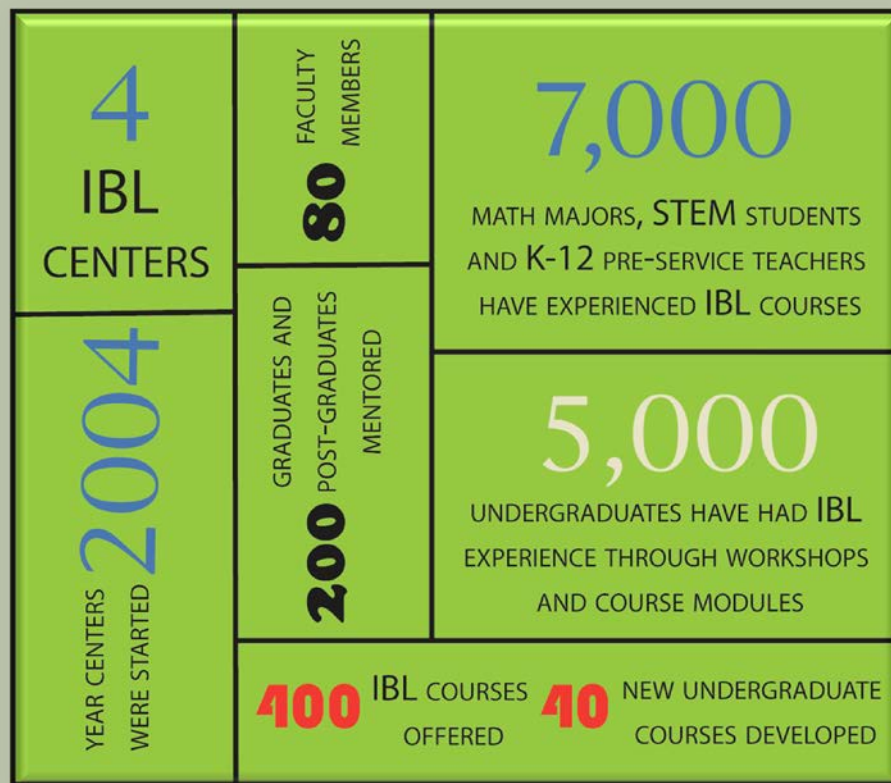 4
IBL
CENTERS
YEAR CENTERS
WERE STARTED
2004
80
FACULTY
MEMBERS
200
GRADUATES AND
POST-GRADUATES
MENTORED
7,000
MATH MAJORS, STEM STUDENTS
AND K-12 PRE-SERVICE TEACHERS
HAVE EXPERIENCED IBL COURSES
5,000
UNDERGRADUATES HAVE HAD IBL
EXPERIENCE THROUGH WORKSHOPS
AND COURSE MODULES
400 IBL COURSES
OFFERED
40 NEW UNDERGRADUATE
COURSES DEVELOPED